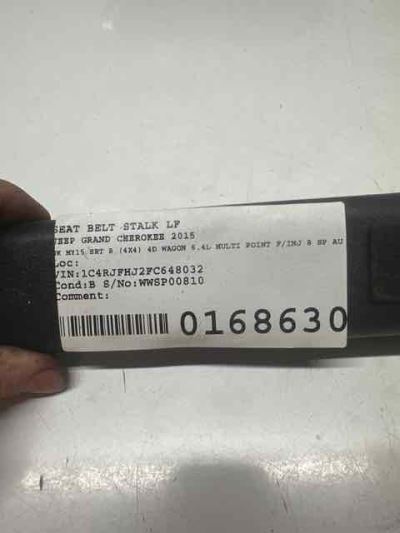 SEAT BELT STALK LF
JEEP GRAND CHEROKEE 2015
WK MY15 SRT 8 (4X4) 4D WAGON 6.4L MULTI POINT F/INJ 8 SP AU
Loc:
VIN:1C4RJFHJ2FC648032
Cond:B S/No:WWSP00810
Comment:
0168630